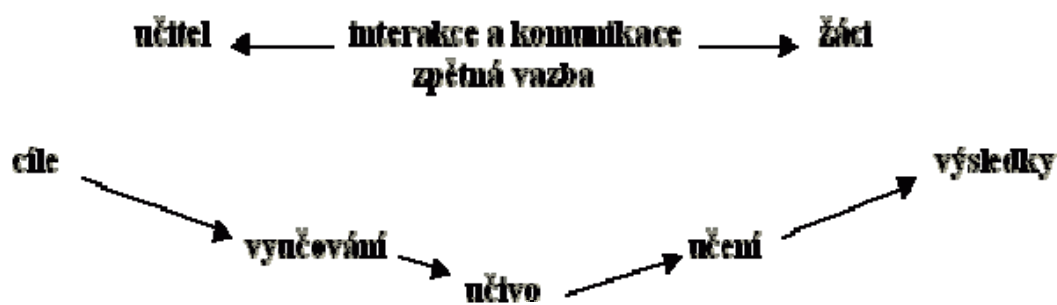 učitel interakce a komunikace žáci
zpětná vazba
cíle výsledky
vyučování učení
učivo